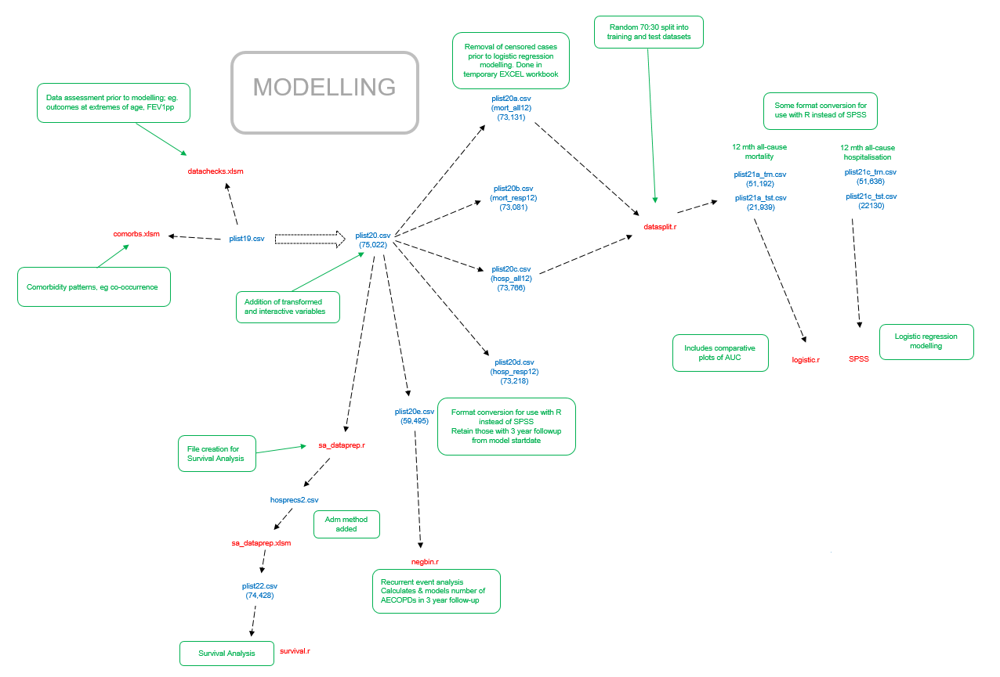 Random 70:30 split into
training and test datasets
Removal of censored cases
prior to logistic regression
modelling. Done in
temporary EXCEL workbook
MODELLING
Data assessment prior to modelling; eg.
outcomes at extremes of age, FEV1pp
plist20a.csv
(mort_all12)
(73,131)
Some format conversion for
use with R instead of SPSS
12 mth all-cause
mortality
12 mth all-cause
hospitalisation
datachecks.xlsm
plist21a_trn.csv
(51,192)
plist21c_trn.csv
(51,636)
plist20b.csv
(mort_resp12)
(73,081)
plist21a_tst.csv
(21,939)
plist21c_tst.csv
(22130)
datasplit.r
comorbs.xlsm
plist19.csv
plist20.csv
(75,022)
plist20c.csv
(hosp_all12)
(73,766)
Comorbidity patterns, eg co-occurrence
Addition of transformed
and interactive variables
Includes comparative
plots of AUC
logistic.r
SPSS
Logistic regression
modelling
plist20d.csv
(hosp_resp12)
(73,218)
plist20e.csv
(59,495)
Format conversion for use with R
instead of SPSS
Retain those with 3 year followup
from model startdate
File creation for
Survival Analysis
sa_dataprep.r
hosprecs2.csv
Adm method
added
sa_dataprep.xlsm
negbin.r
Recurrent event analysis
Calculates & models number of
AECOPDs in 3 year follow-up
plist22.csv
(74,428)
Survival Analysis
survival.r